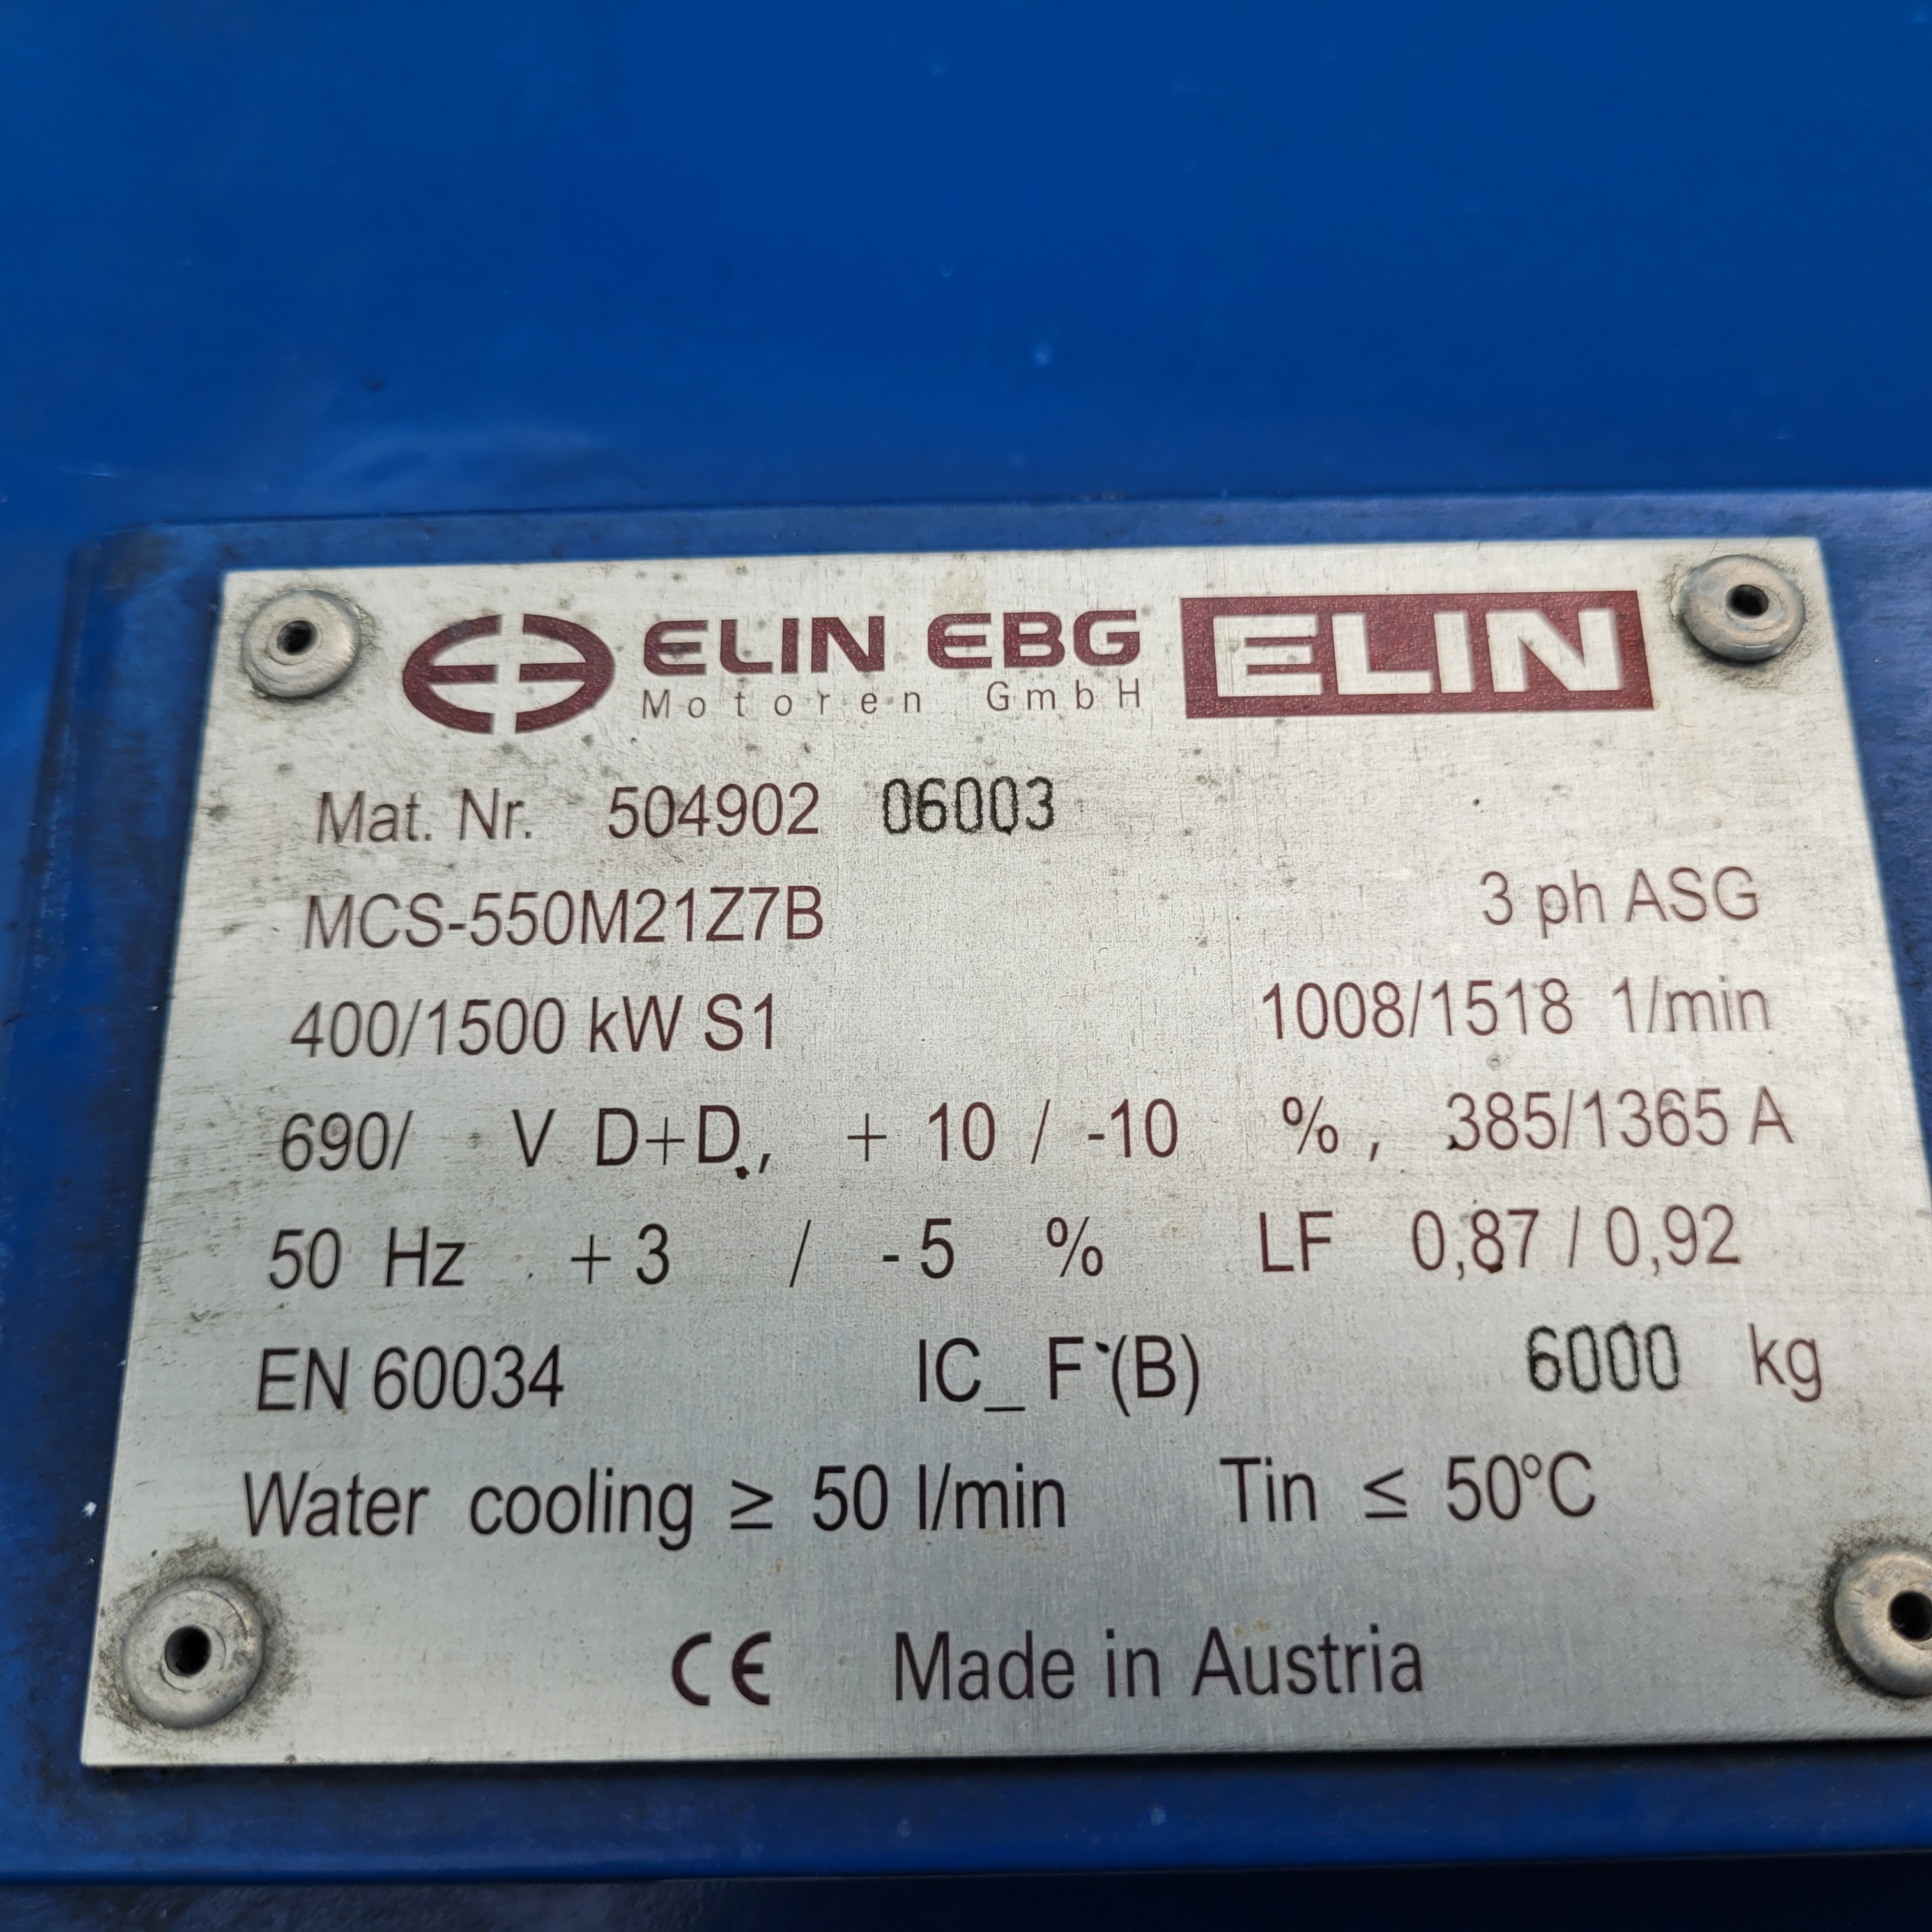 ELIN EBG ELIN
Motoren GmbH
Mat. Nr. 504902 06003
MCS-550M21Z7B 3 ph ASG
400/1500 kW S1 1008/1518 1/min
690/ V D+D, + 10 / -10 %, 385/1365 A
50 Hz +3 / -5 % LF 0,87 / 0,92
EN 60034 IC_ F (B) 6000 kg
Water cooling ≥ 50 l/min Tin ≤ 50°C
CE Made in Austria